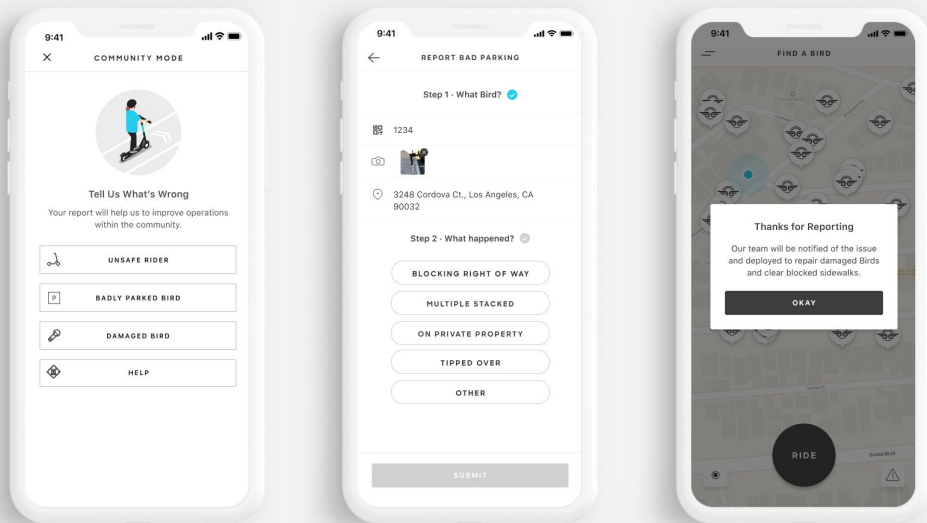 9:41
COMMUNITY MODE
Tell Us What's Wrong
Your report will help us to improve operations
within the community.
UNSAFE RIDER
P
BADLY PARKED BIRD
DAMAGED BIRD
HELP
9:41
REPORT BAD PARKING
Step 1 · What Bird?
1234
3248 Cordova Ct., Los Angeles, CA
90032
Step 2 · What happened?
BLOCKING RIGHT OF WAY
MULTIPLE STACKED
ON PRIVATE PROPERTY
TIPPED OVER
OTHER
SUBMIT
9:41
FIND A BIRD
Thanks for Reporting
Our team will be notified of the issue
and deployed to repair damaged Birds
and clear blocked sidewalks.
OKAY
RIDE
Grand Blvd